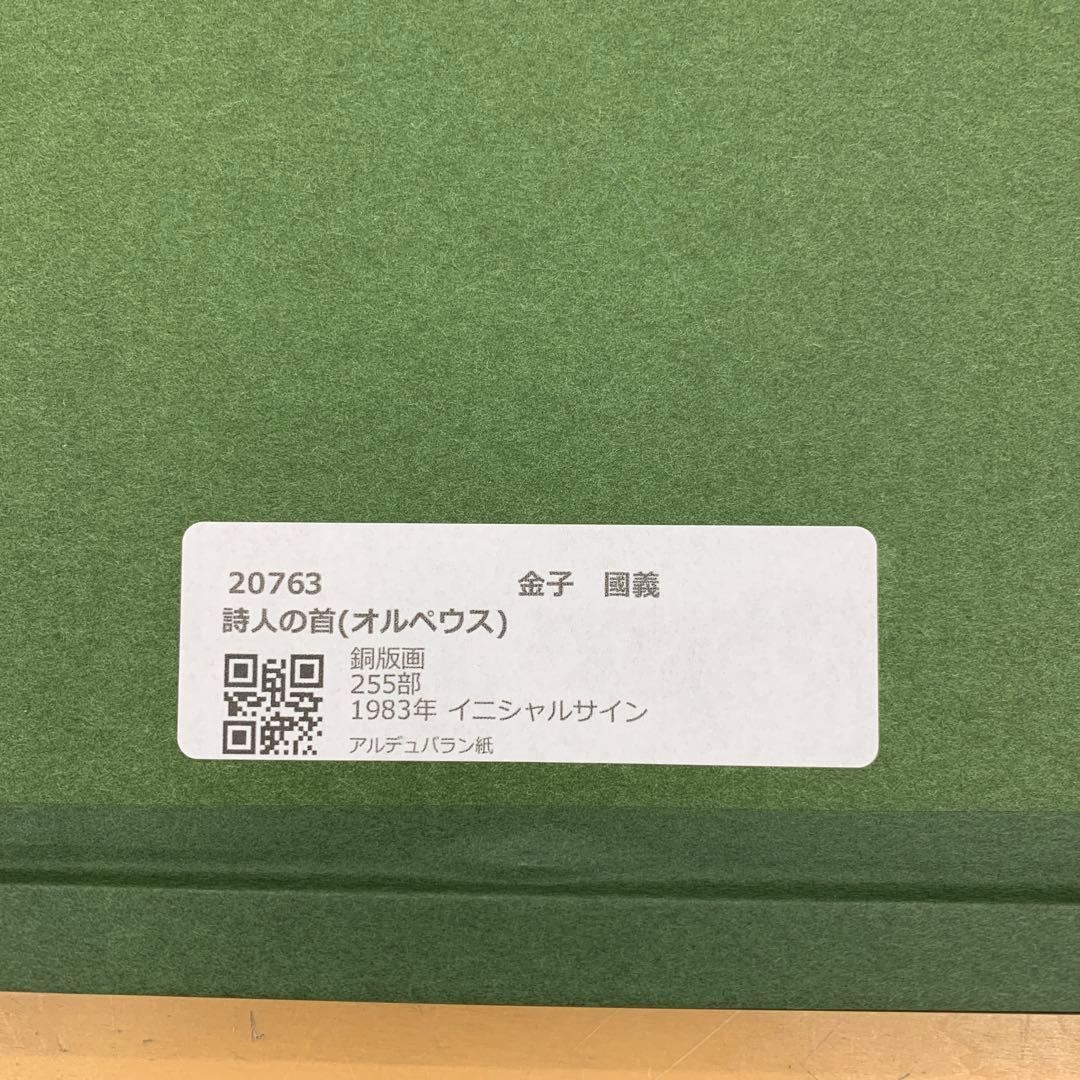 20763 金子 國義
詩人の首(オルペウス)
銅版画
255部
1983年 イニシャルサイン
アルデュバラン紙